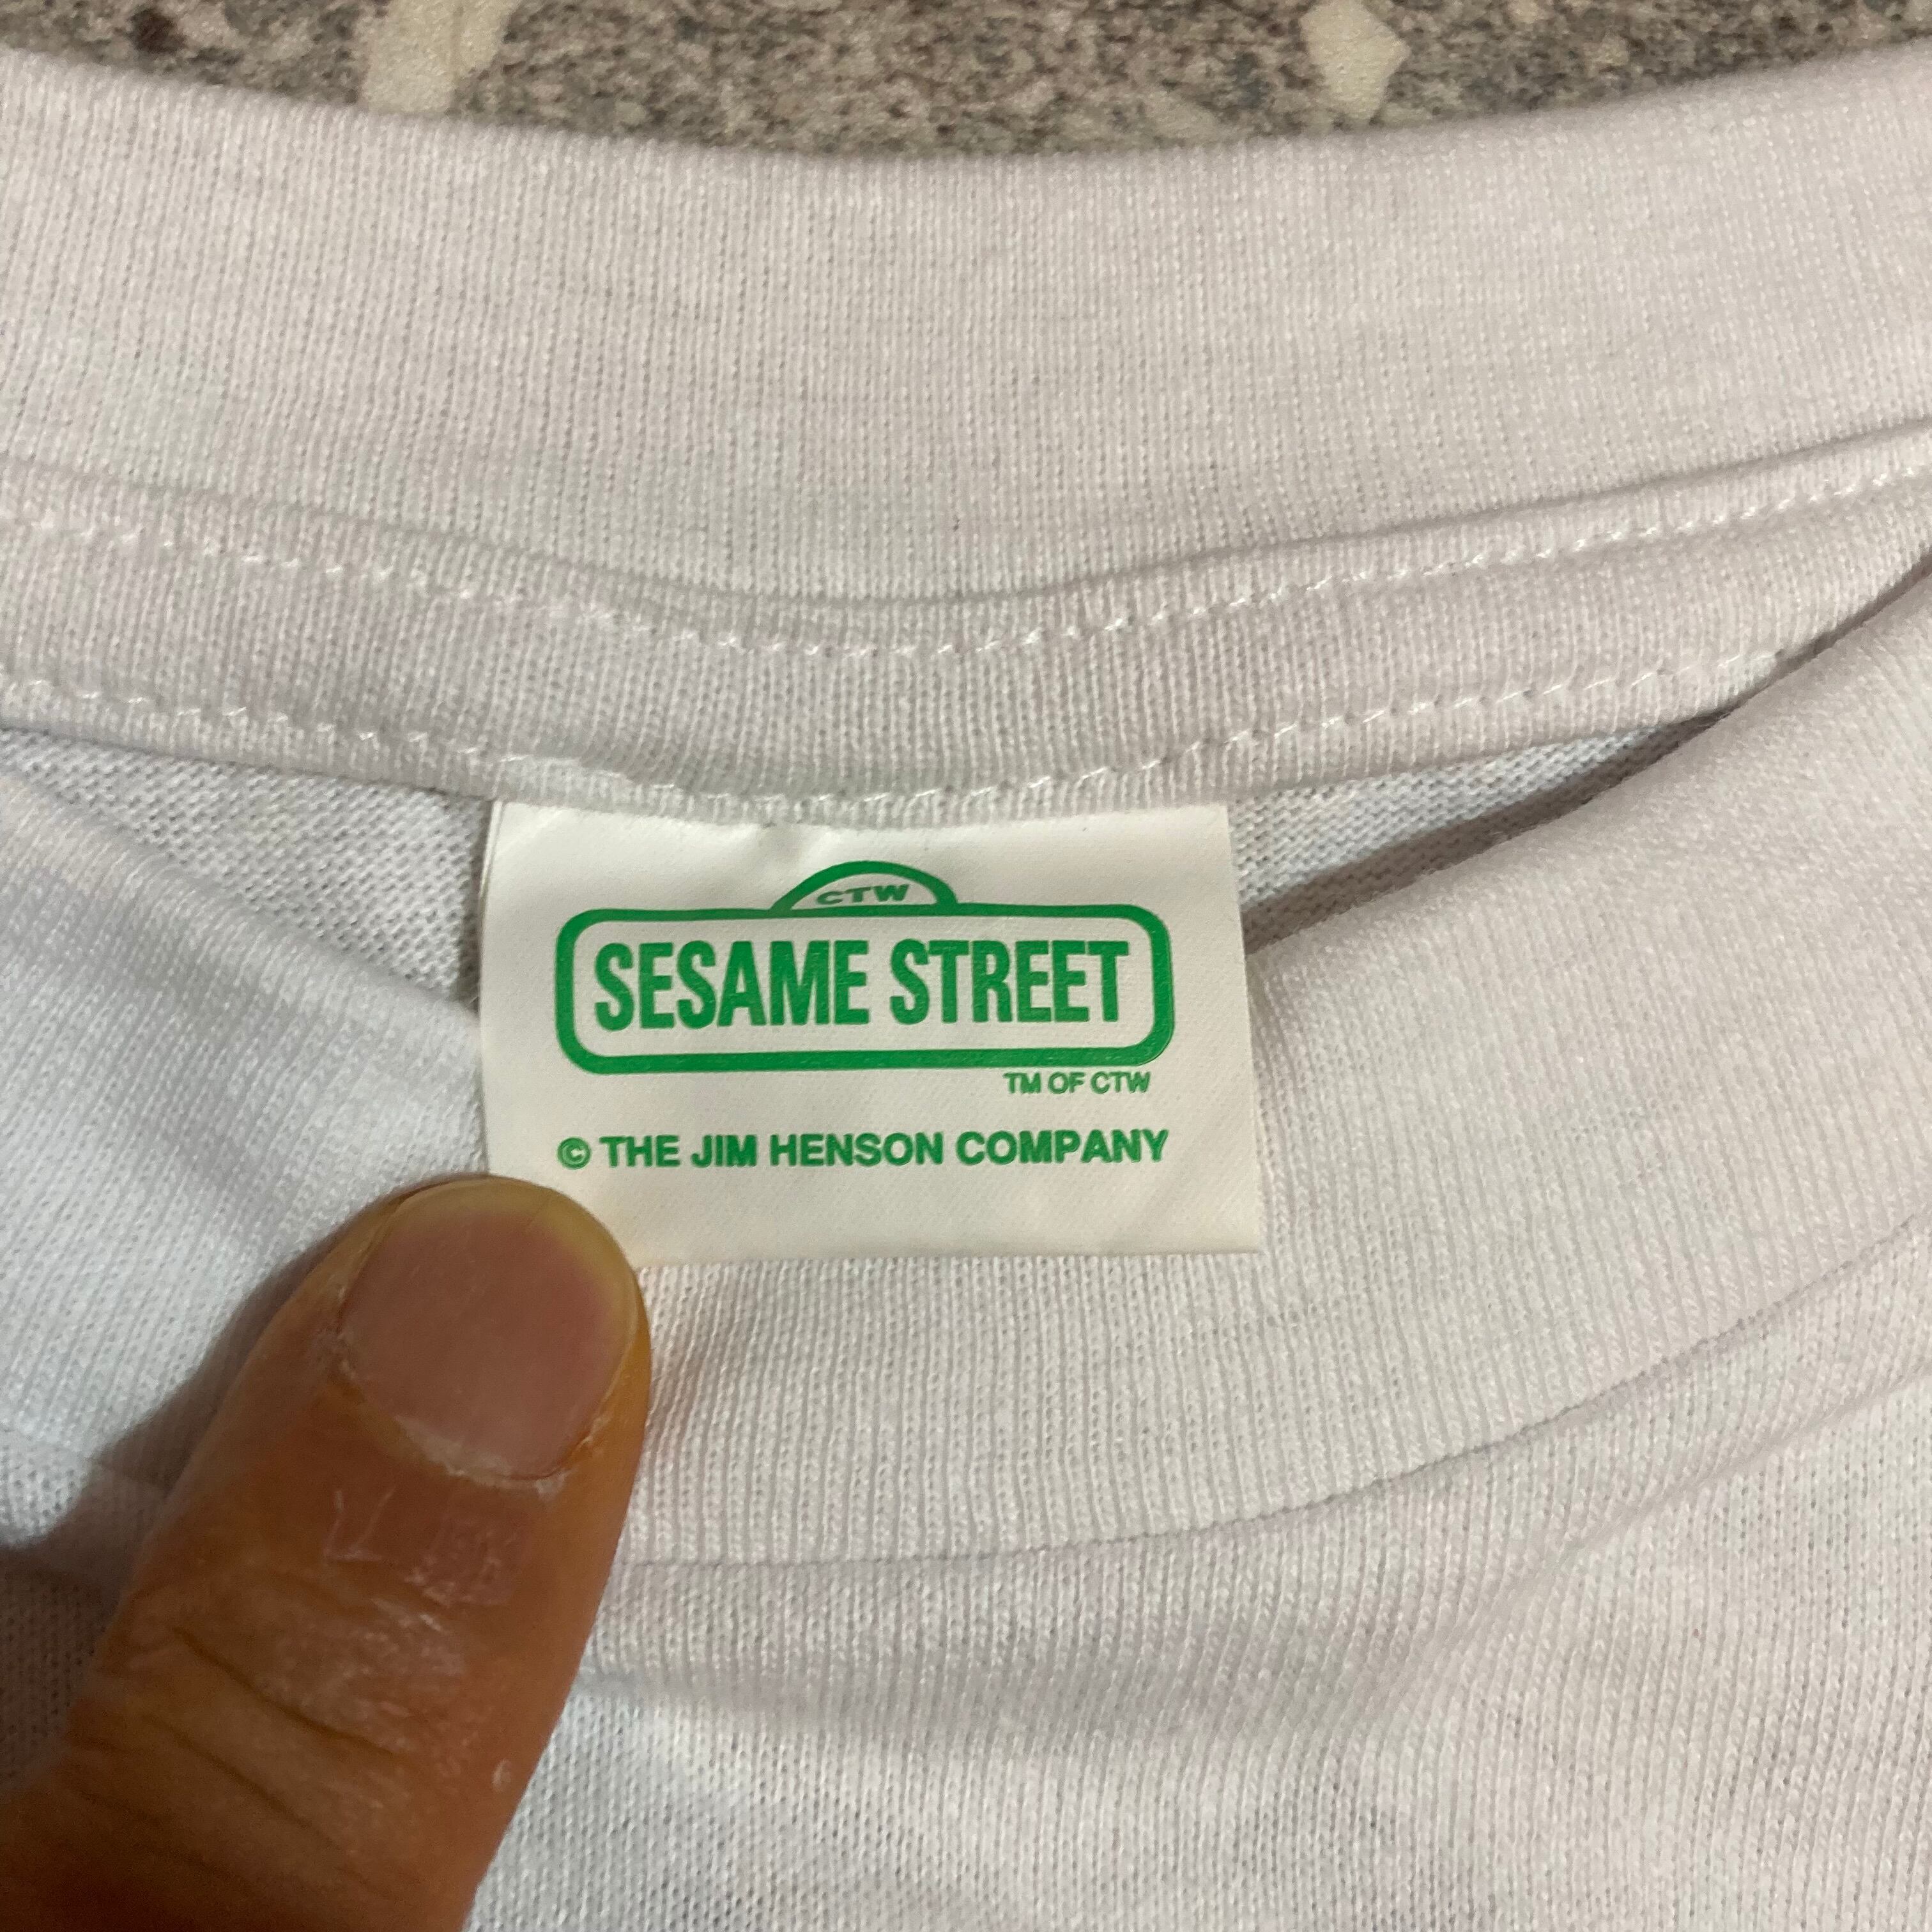 CTW
SESAME STREET
TM OF CTW
© THE JIM HENSON COMPANY